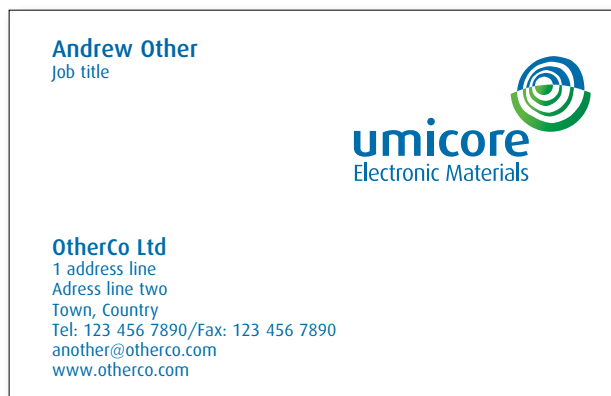 Andrew Other
Job title
umicore
Electronic Materials
OtherCo Ltd
1 address line
Adress line two
Town, Country
Tel: 123 456 7890/Fax: 123 456 7890
another@otherco.com
www.otherco.com